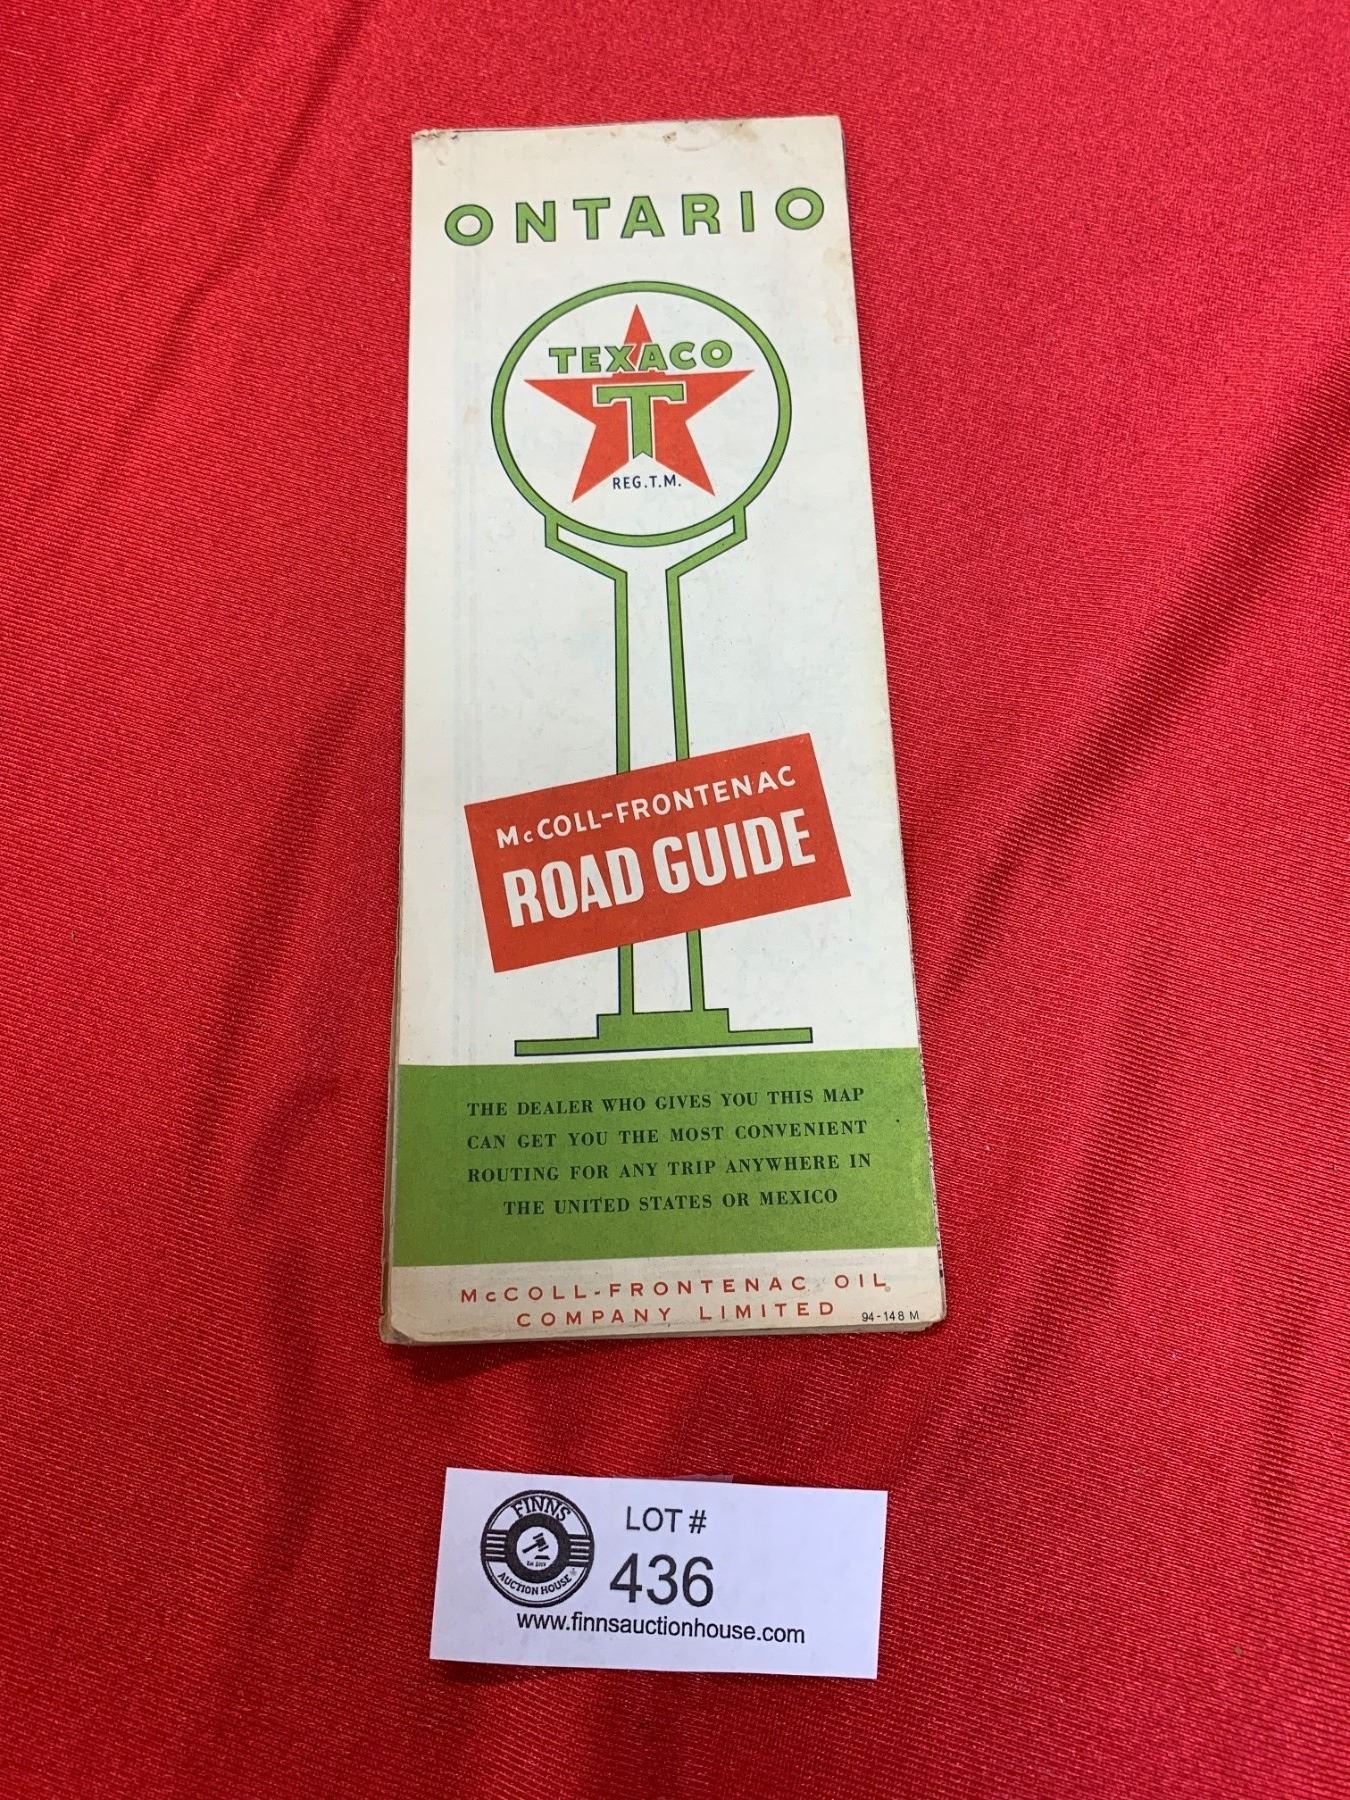 ONTARIO
TEXACO
T
REG.T.M.
McCOLL-FRONTENAC
ROAD GUIDE
THE DEALER WHO GIVES YOU THIS MAP
CAN GET YOU THE MOST CONVENIENT
ROUTING FOR ANY TRIP ANYWHERE IN
THE UNITED STATES OR MEXICO
McCOLL-FRONTENAC OIL
COMPANY LIMITED
94-148 M
FINNS
AUCTION HOUSE
LOT #
436
www.finnsauctionhouse.com